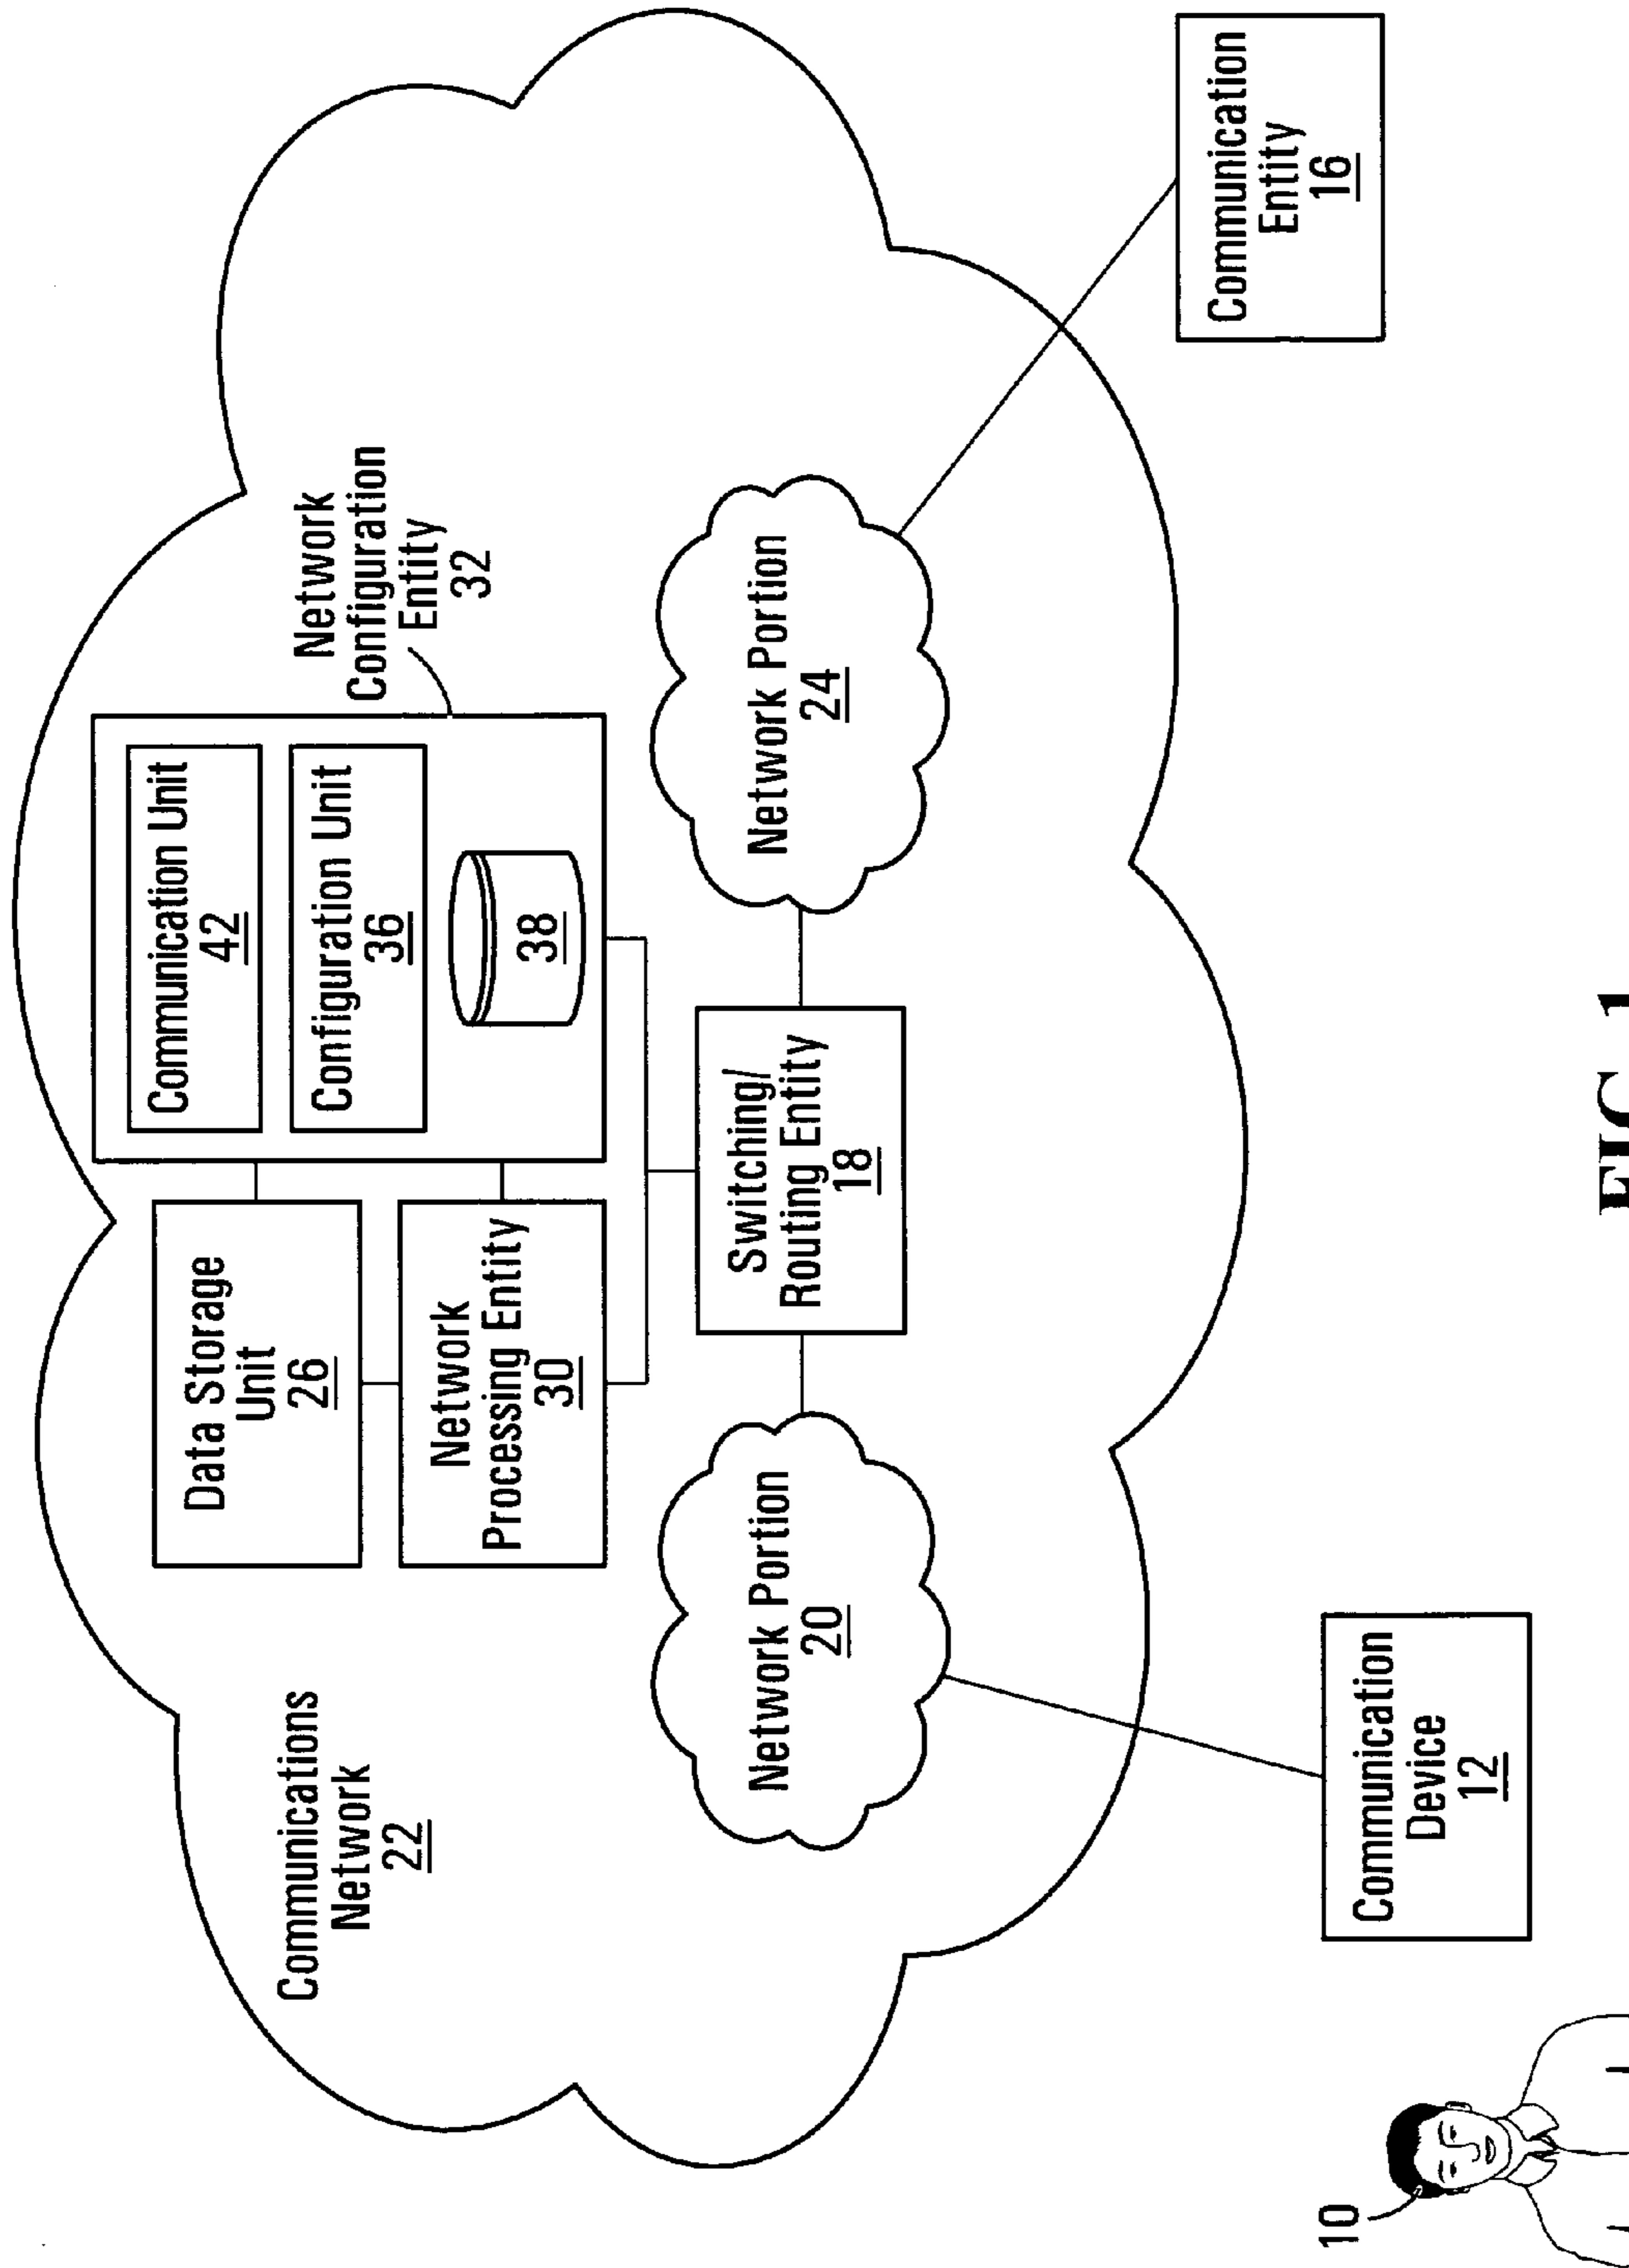 Communications
Network
22
Data Storage
Unit
26
Network
Processing Entity
30
Communication Unit
42
Configuration Unit
36
38
Network
Configuration
Entity
32
Network Portion
20
Switching/
Routing Entity
18
Network Portion
24
10
Communication
Device
12
Communication
Entity
16
FIG. 1